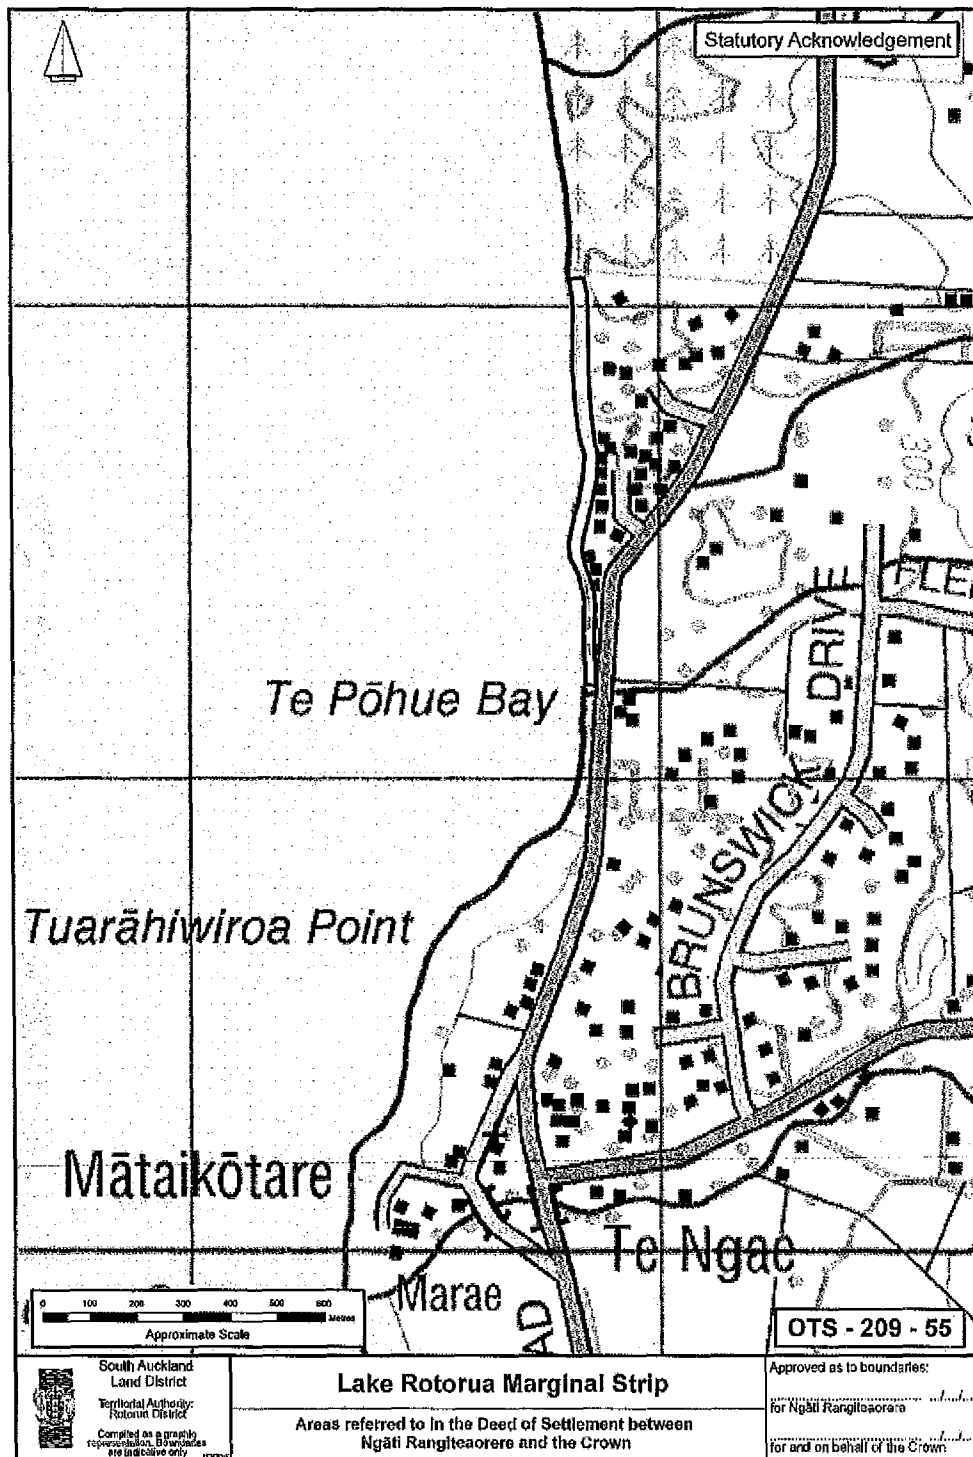 Statutory Acknowledgement
300
FLE
DRIVE
Te Pōhue Bay
BRUNSWICK
Tuarāhiwiroa Point
Mātaikōtare
Te Ngae
Marae
AD
0 100 200 300 400 500 600 Metres
Approximate Scale
OTS - 209 - 55
South Auckland
Land District
Territorial Authority:
Rotorua District
Compiled as a graphic
representation. Boundaries
are indicative only
Lake Rotorua Marginal Strip
Areas referred to in the Deed of Settlement between
Ngāti Rangiteaorere and the Crown
Approved as to boundaries:
for Ngāti Rangiteaorere
for and on behalf of the Crown